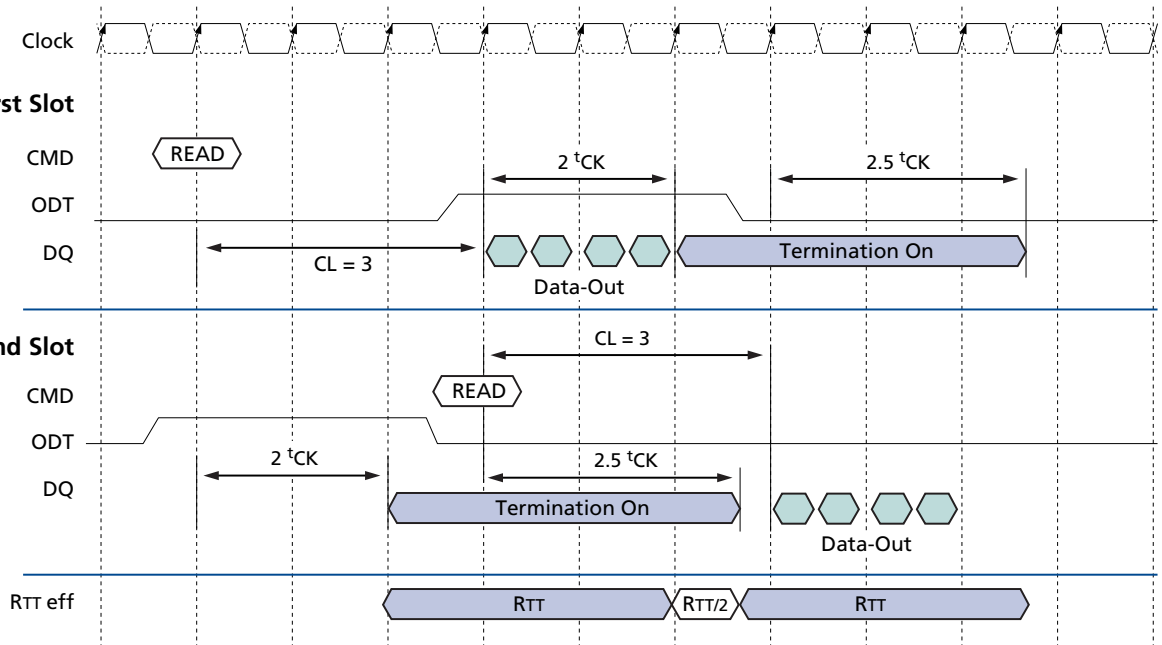 Clock
rst Slot
CMD
READ
2 tCK
2.5 tCK
ODT
DQ
CL = 3
Termination On
Data-Out
nd Slot
CL = 3
CMD
READ
ODT
2 tCK
2.5 tCK
DQ
Termination On
Data-Out
RTT eff
RTT
RTT/2
RTT